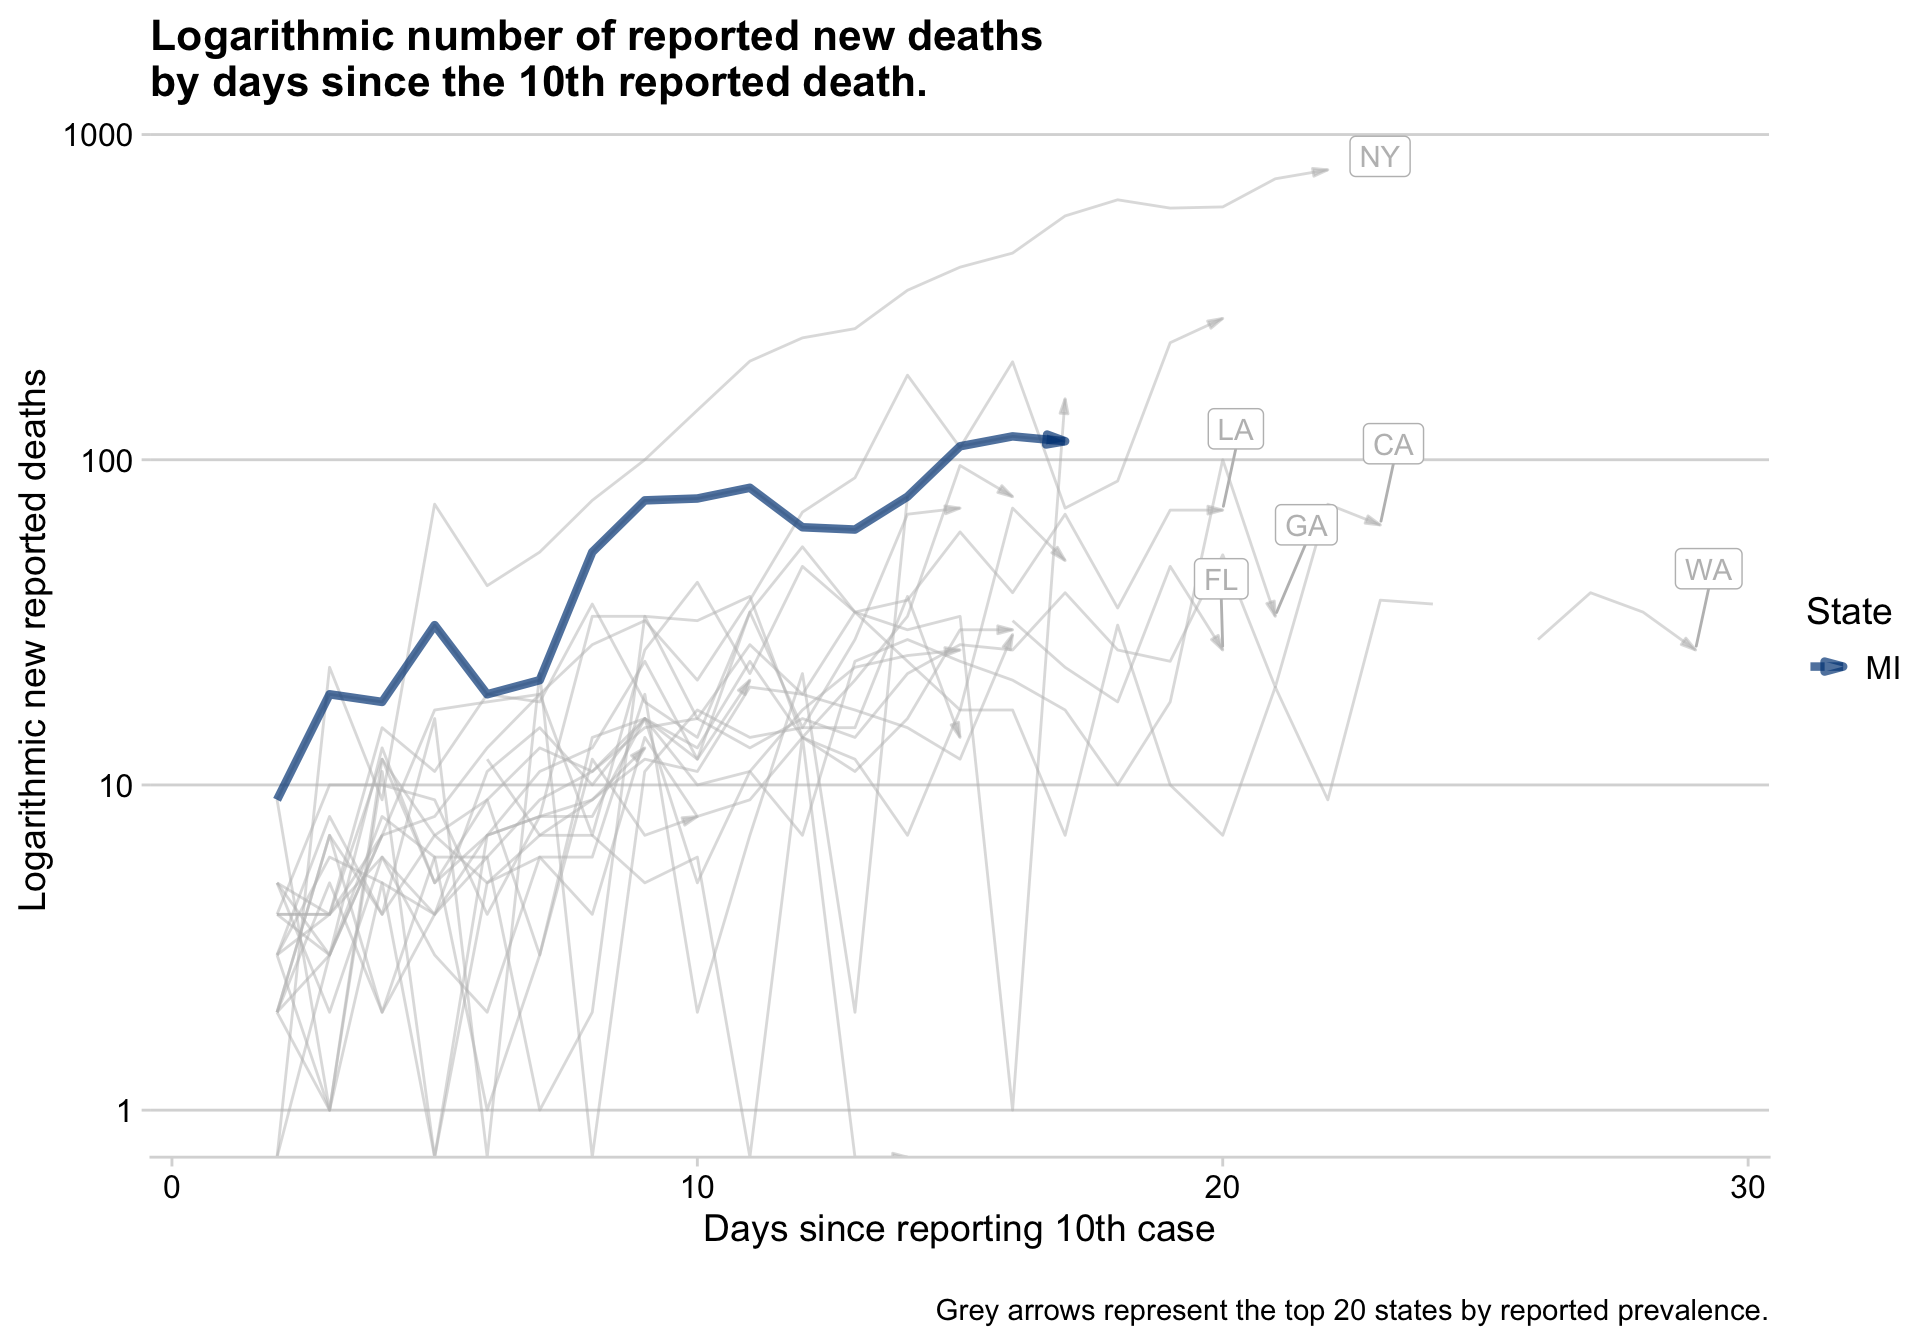 Logarithmic number of reported new deaths
by days since the 10th reported death.
Logarithmic new reported deaths
1000
100
10
1
NY
LA
CA
GA
FL
WA
State
MI
0 10 20 30
Days since reporting 10th case
Grey arrows represent the top 20 states by reported prevalence.